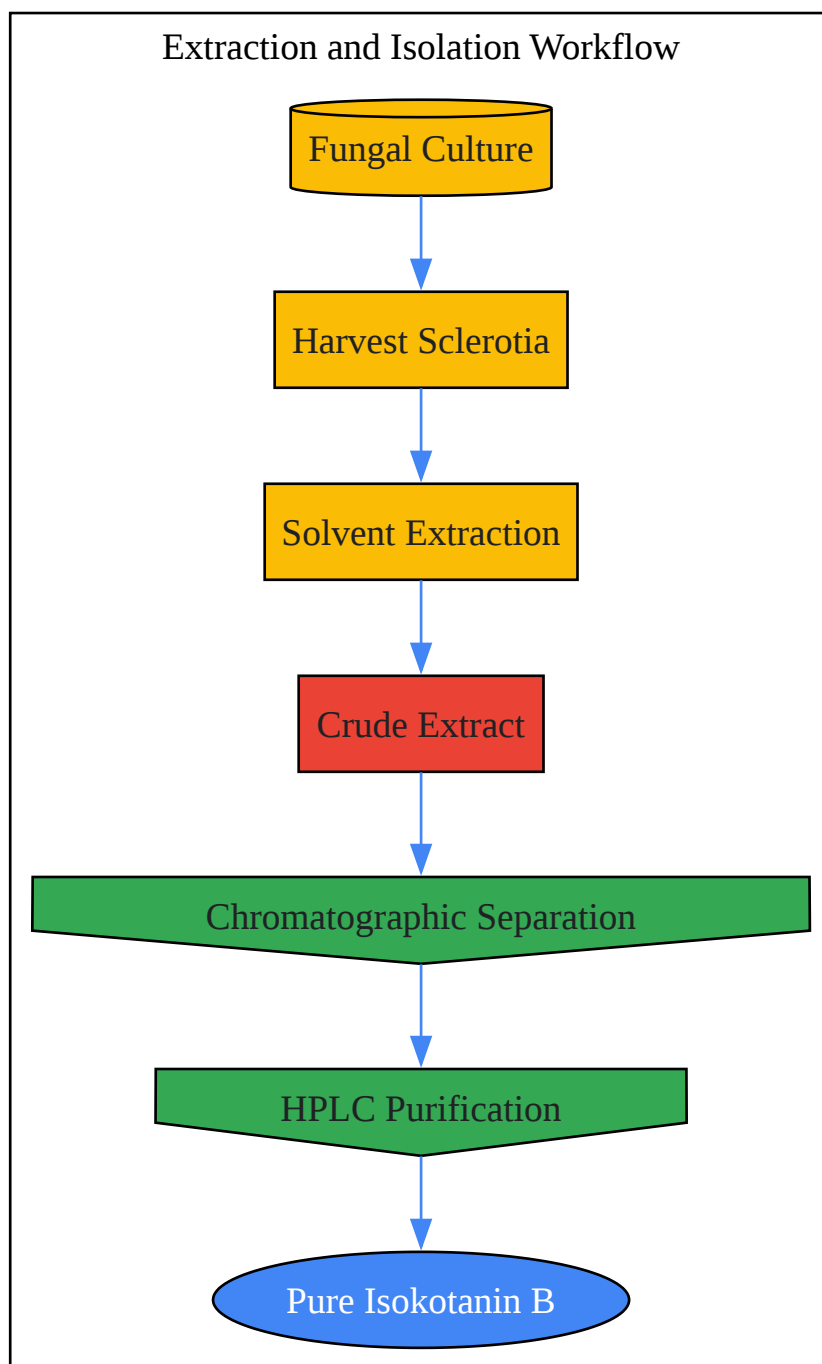 Extraction and Isolation Workflow
Fungal Culture
Harvest Sclerotia
Solvent Extraction
Crude Extract
Chromatographic Separation
HPLC Purification
Pure Isokotanin B